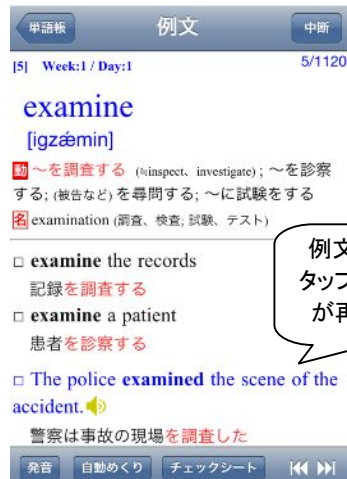 単語帳 例文 中断
[5] Week:1 / Day:1 5/1120
examine
[igzǽmin]
動 ～を調査する (≒inspect、investigate) ; ～を診察
する; (被告など) を尋問する; ～に試験をする
名 examination (調査、検査; 試験、テスト)
□ examine the records
記録を調査する
□ examine a patient
患者を診察する
例文
タップ
が再
□ The police examined the scene of the
accident.
警察は事故の現場を調査した
発音 自動めくり チェックシート